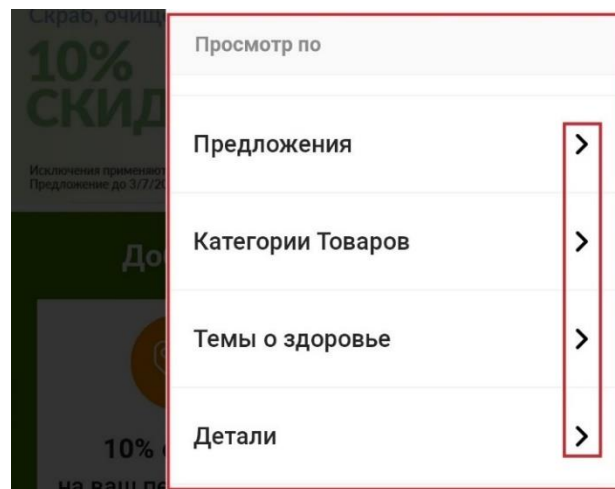 Скраб, очищ
10%
СКИД
Исключения применяют
Предложение до 3/7/20
До
10%
на ваш пе
Просмотр по
Предложения
Категории Товаров
Темы о здоровье
Детали